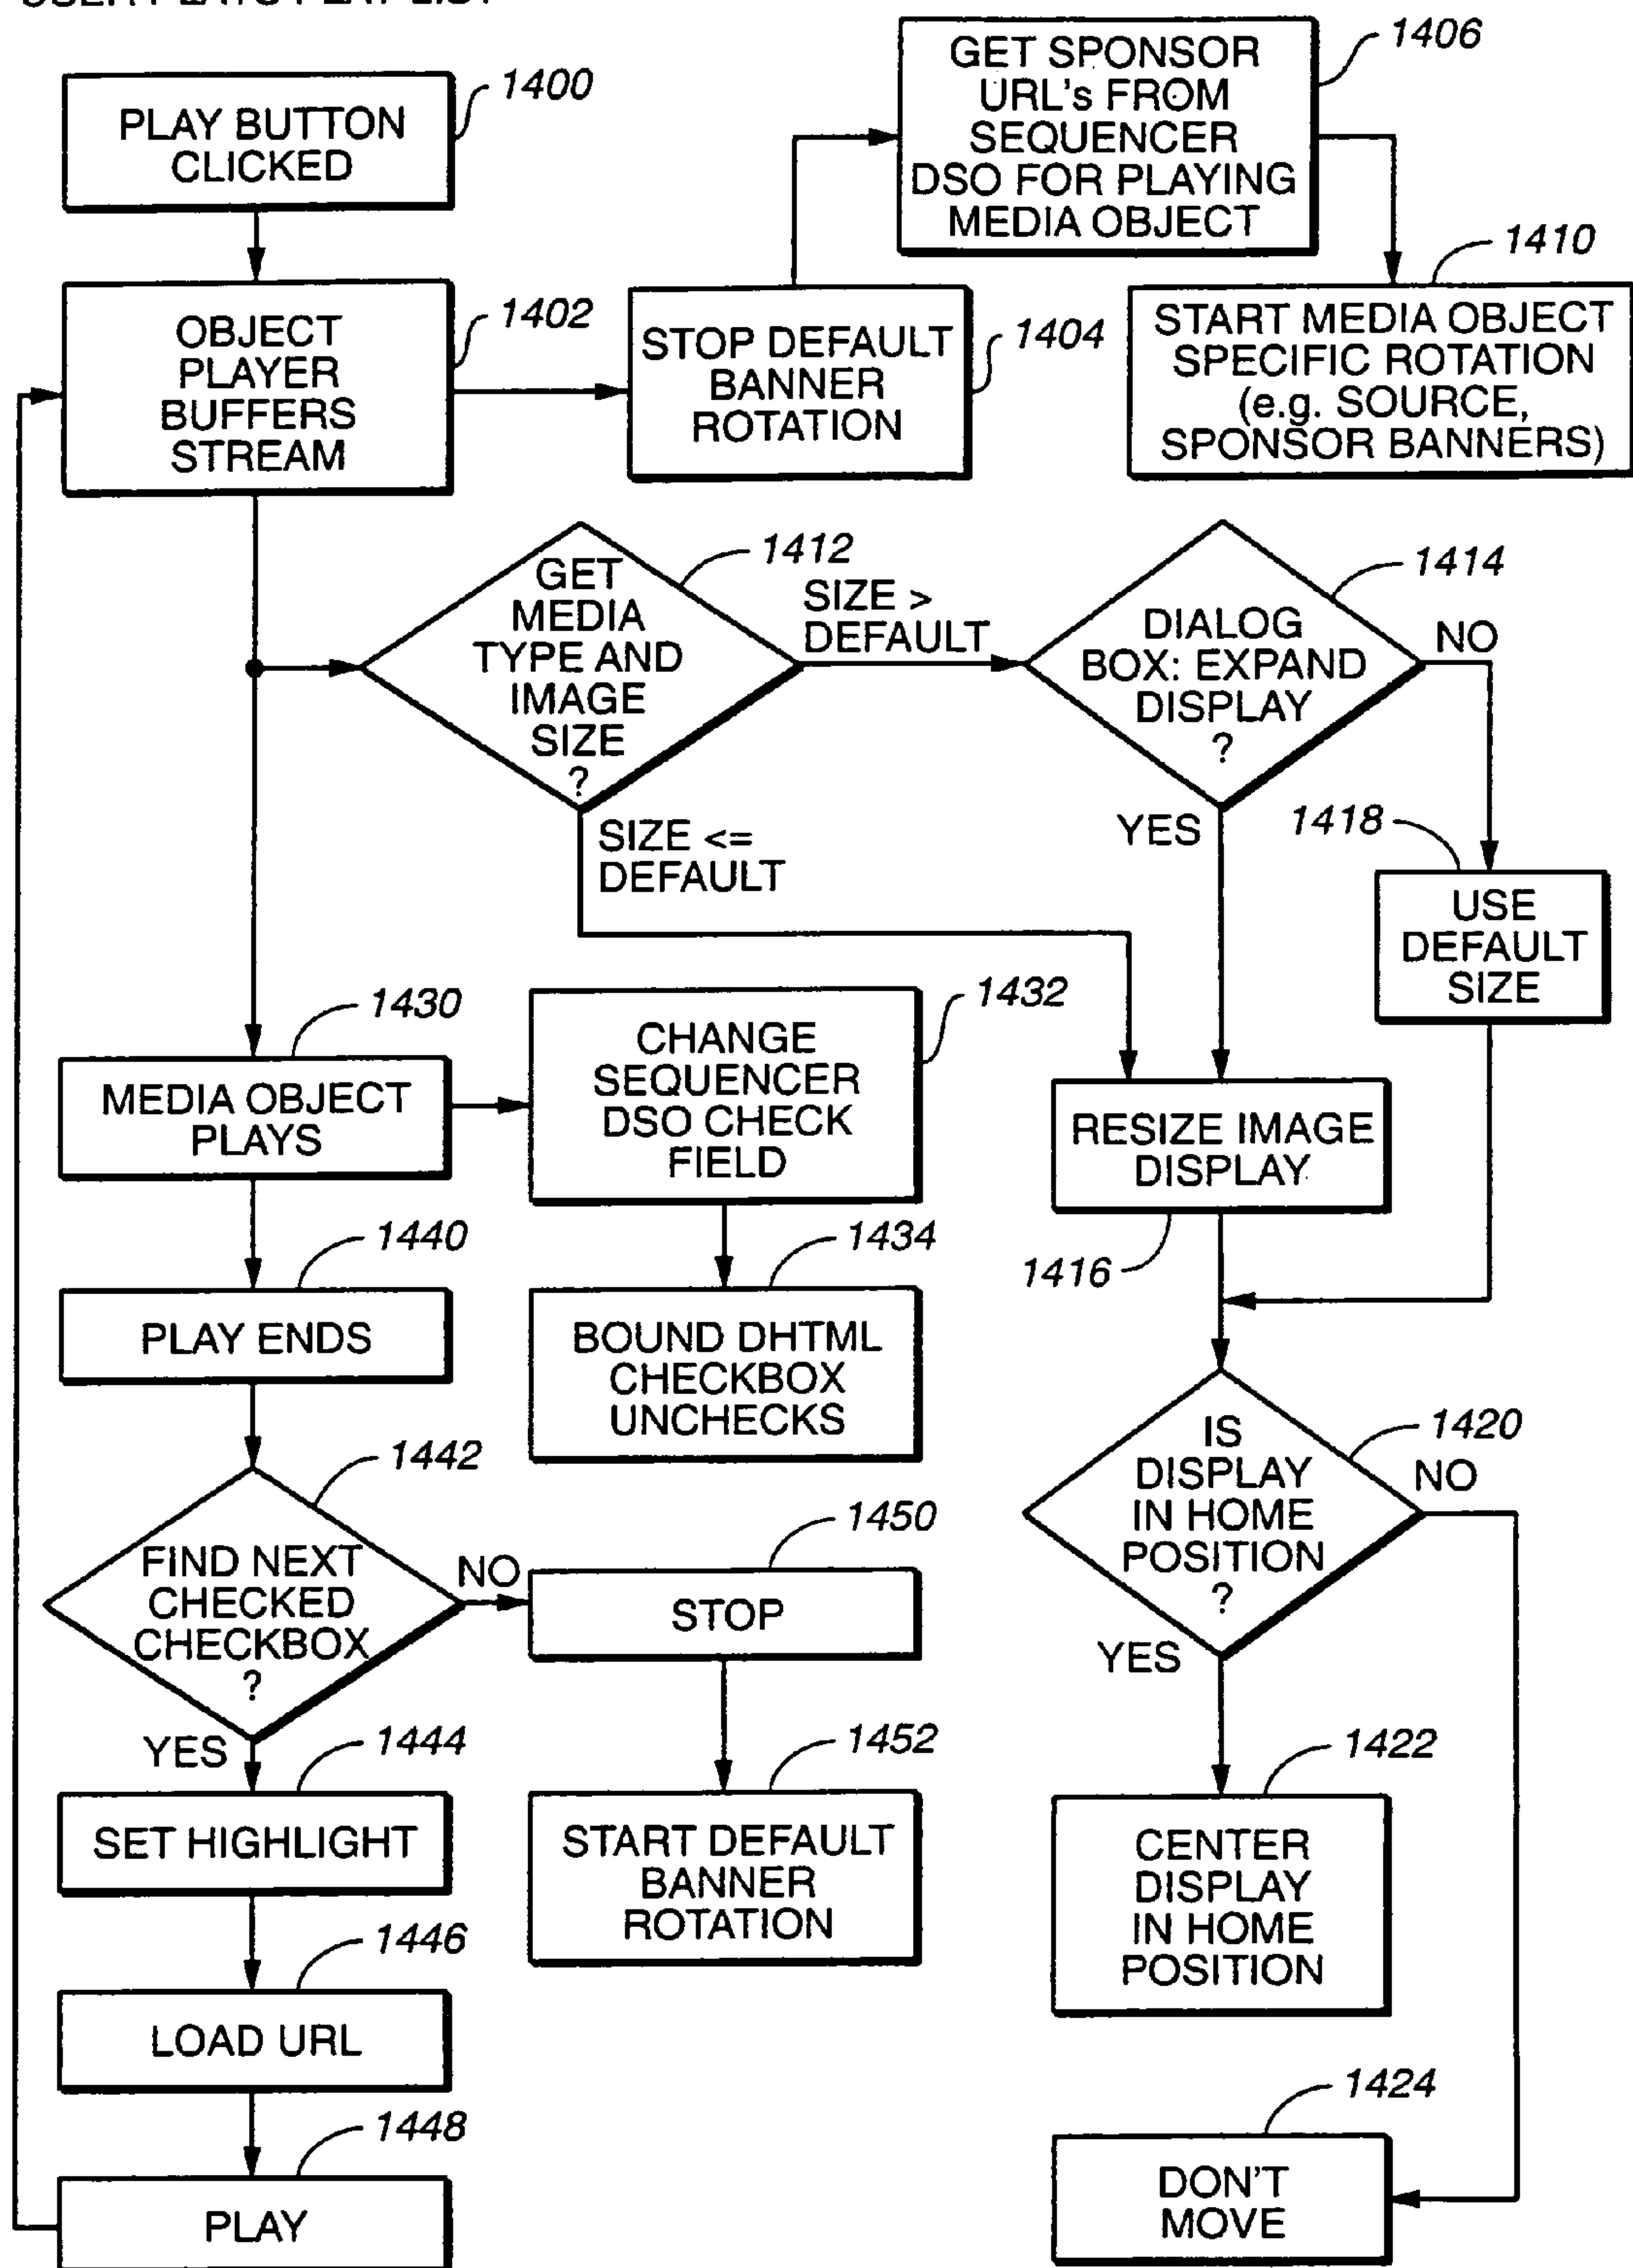 PLAY BUTTON
CLICKED
1400
GET SPONSOR
URL's FROM
SEQUENCER
DSO FOR PLAYING
MEDIA OBJECT
1406
OBJECT
PLAYER
BUFFERS
STREAM
1402
STOP DEFAULT
BANNER
ROTATION
1404
START MEDIA OBJECT
SPECIFIC ROTATION
(e.g. SOURCE,
SPONSOR BANNERS)
1410
GET
MEDIA
TYPE AND
IMAGE
SIZE
?
1412
SIZE >
DEFAULT
SIZE <=
DEFAULT
DIALOG
BOX: EXPAND
DISPLAY
?
1414
NO
YES
1418
USE
DEFAULT
SIZE
1430
MEDIA OBJECT
PLAYS
CHANGE
SEQUENCER
DSO CHECK
FIELD
1432
RESIZE IMAGE
DISPLAY
1416
1440
PLAY ENDS
1434
BOUND DHTML
CHECKBOX
UNCHECKS
1442
FIND NEXT
CHECKED
CHECKBOX
?
NO
YES
1450
STOP
IS
DISPLAY
IN HOME
POSITION
?
1420
NO
YES
1444
SET HIGHLIGHT
1452
START DEFAULT
BANNER
ROTATION
1422
CENTER
DISPLAY
IN HOME
POSITION
1446
LOAD URL
1448
PLAY
1424
DON'T
MOVE